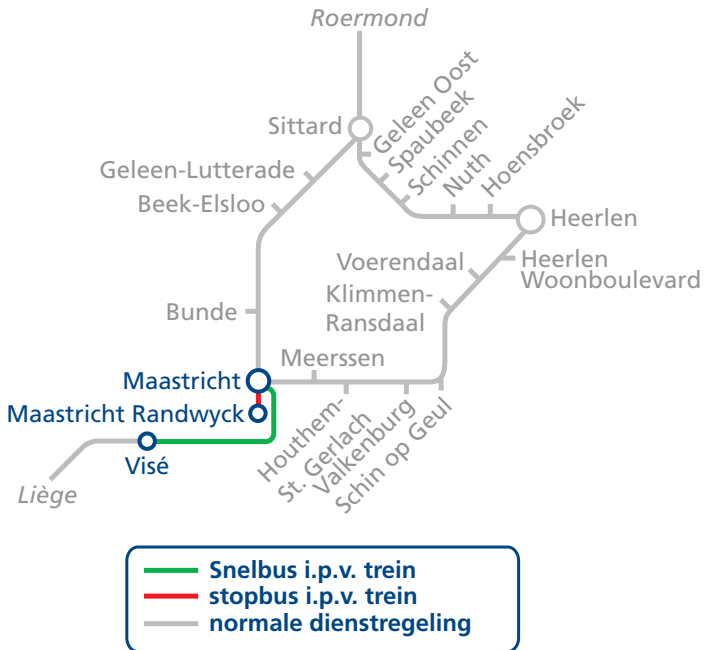 Roermond
Sittard
Geleen Oost
Spaubeek
Schinnen
Nuth
Hoensbroek
Geleen-Lutterade
Beek-Elsloo
Heerlen
Voerendaal
Heerlen
Woonboulevard
Klimmen-
Ransdaal
Bunde
Meerssen
Maastricht
Maastricht Randwyck
Houthem-
St. Gerlach
Valkenburg
Schin op Geul
Visé
Liège
Snelbus i.p.v. trein
stopbus i.p.v. trein
normale dienstregeling